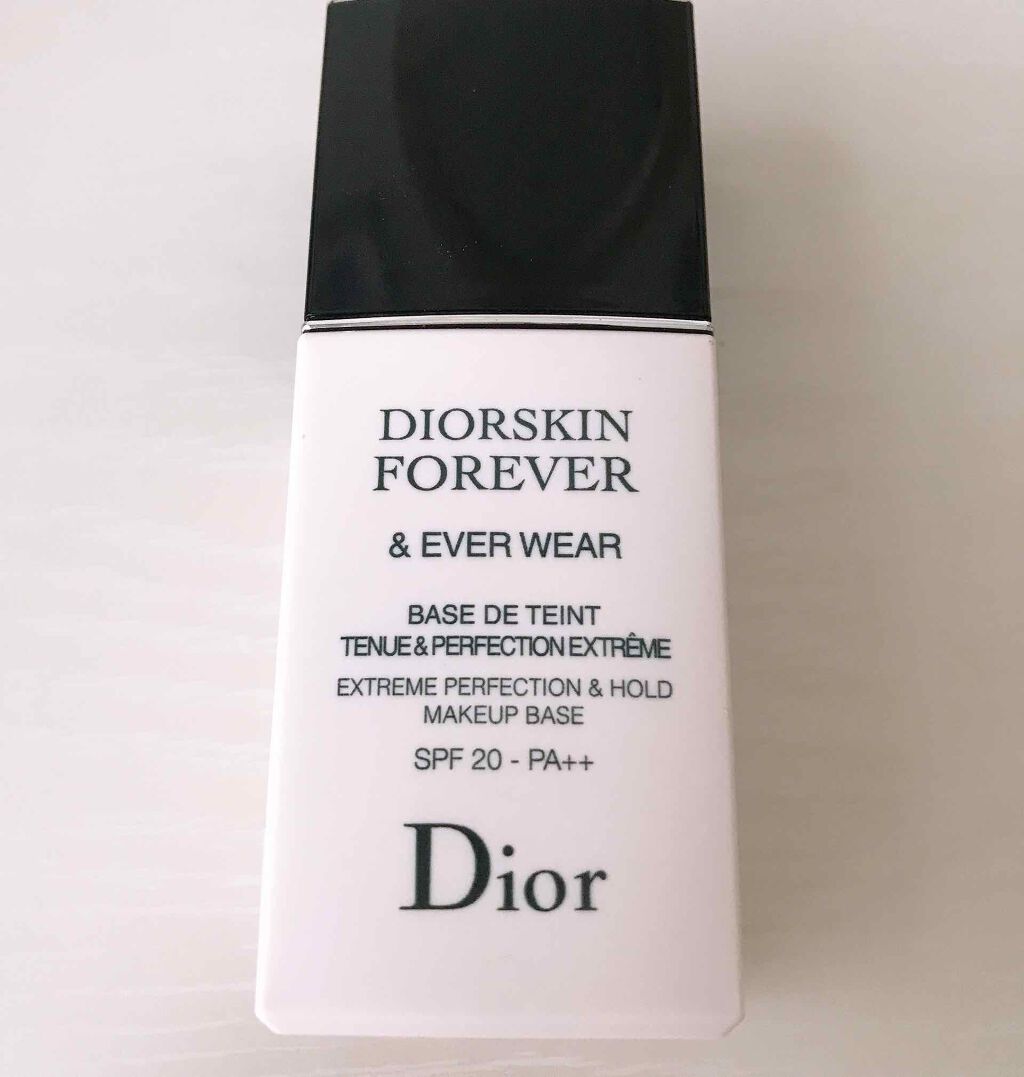 DIORSKIN
FOREVER
& EVER WEAR
BASE DE TEINT
TENUE & PERFECTION EXTRÊME
EXTREME PERFECTION & HOLD
MAKEUP BASE
SPF 20 - PA++
Dior